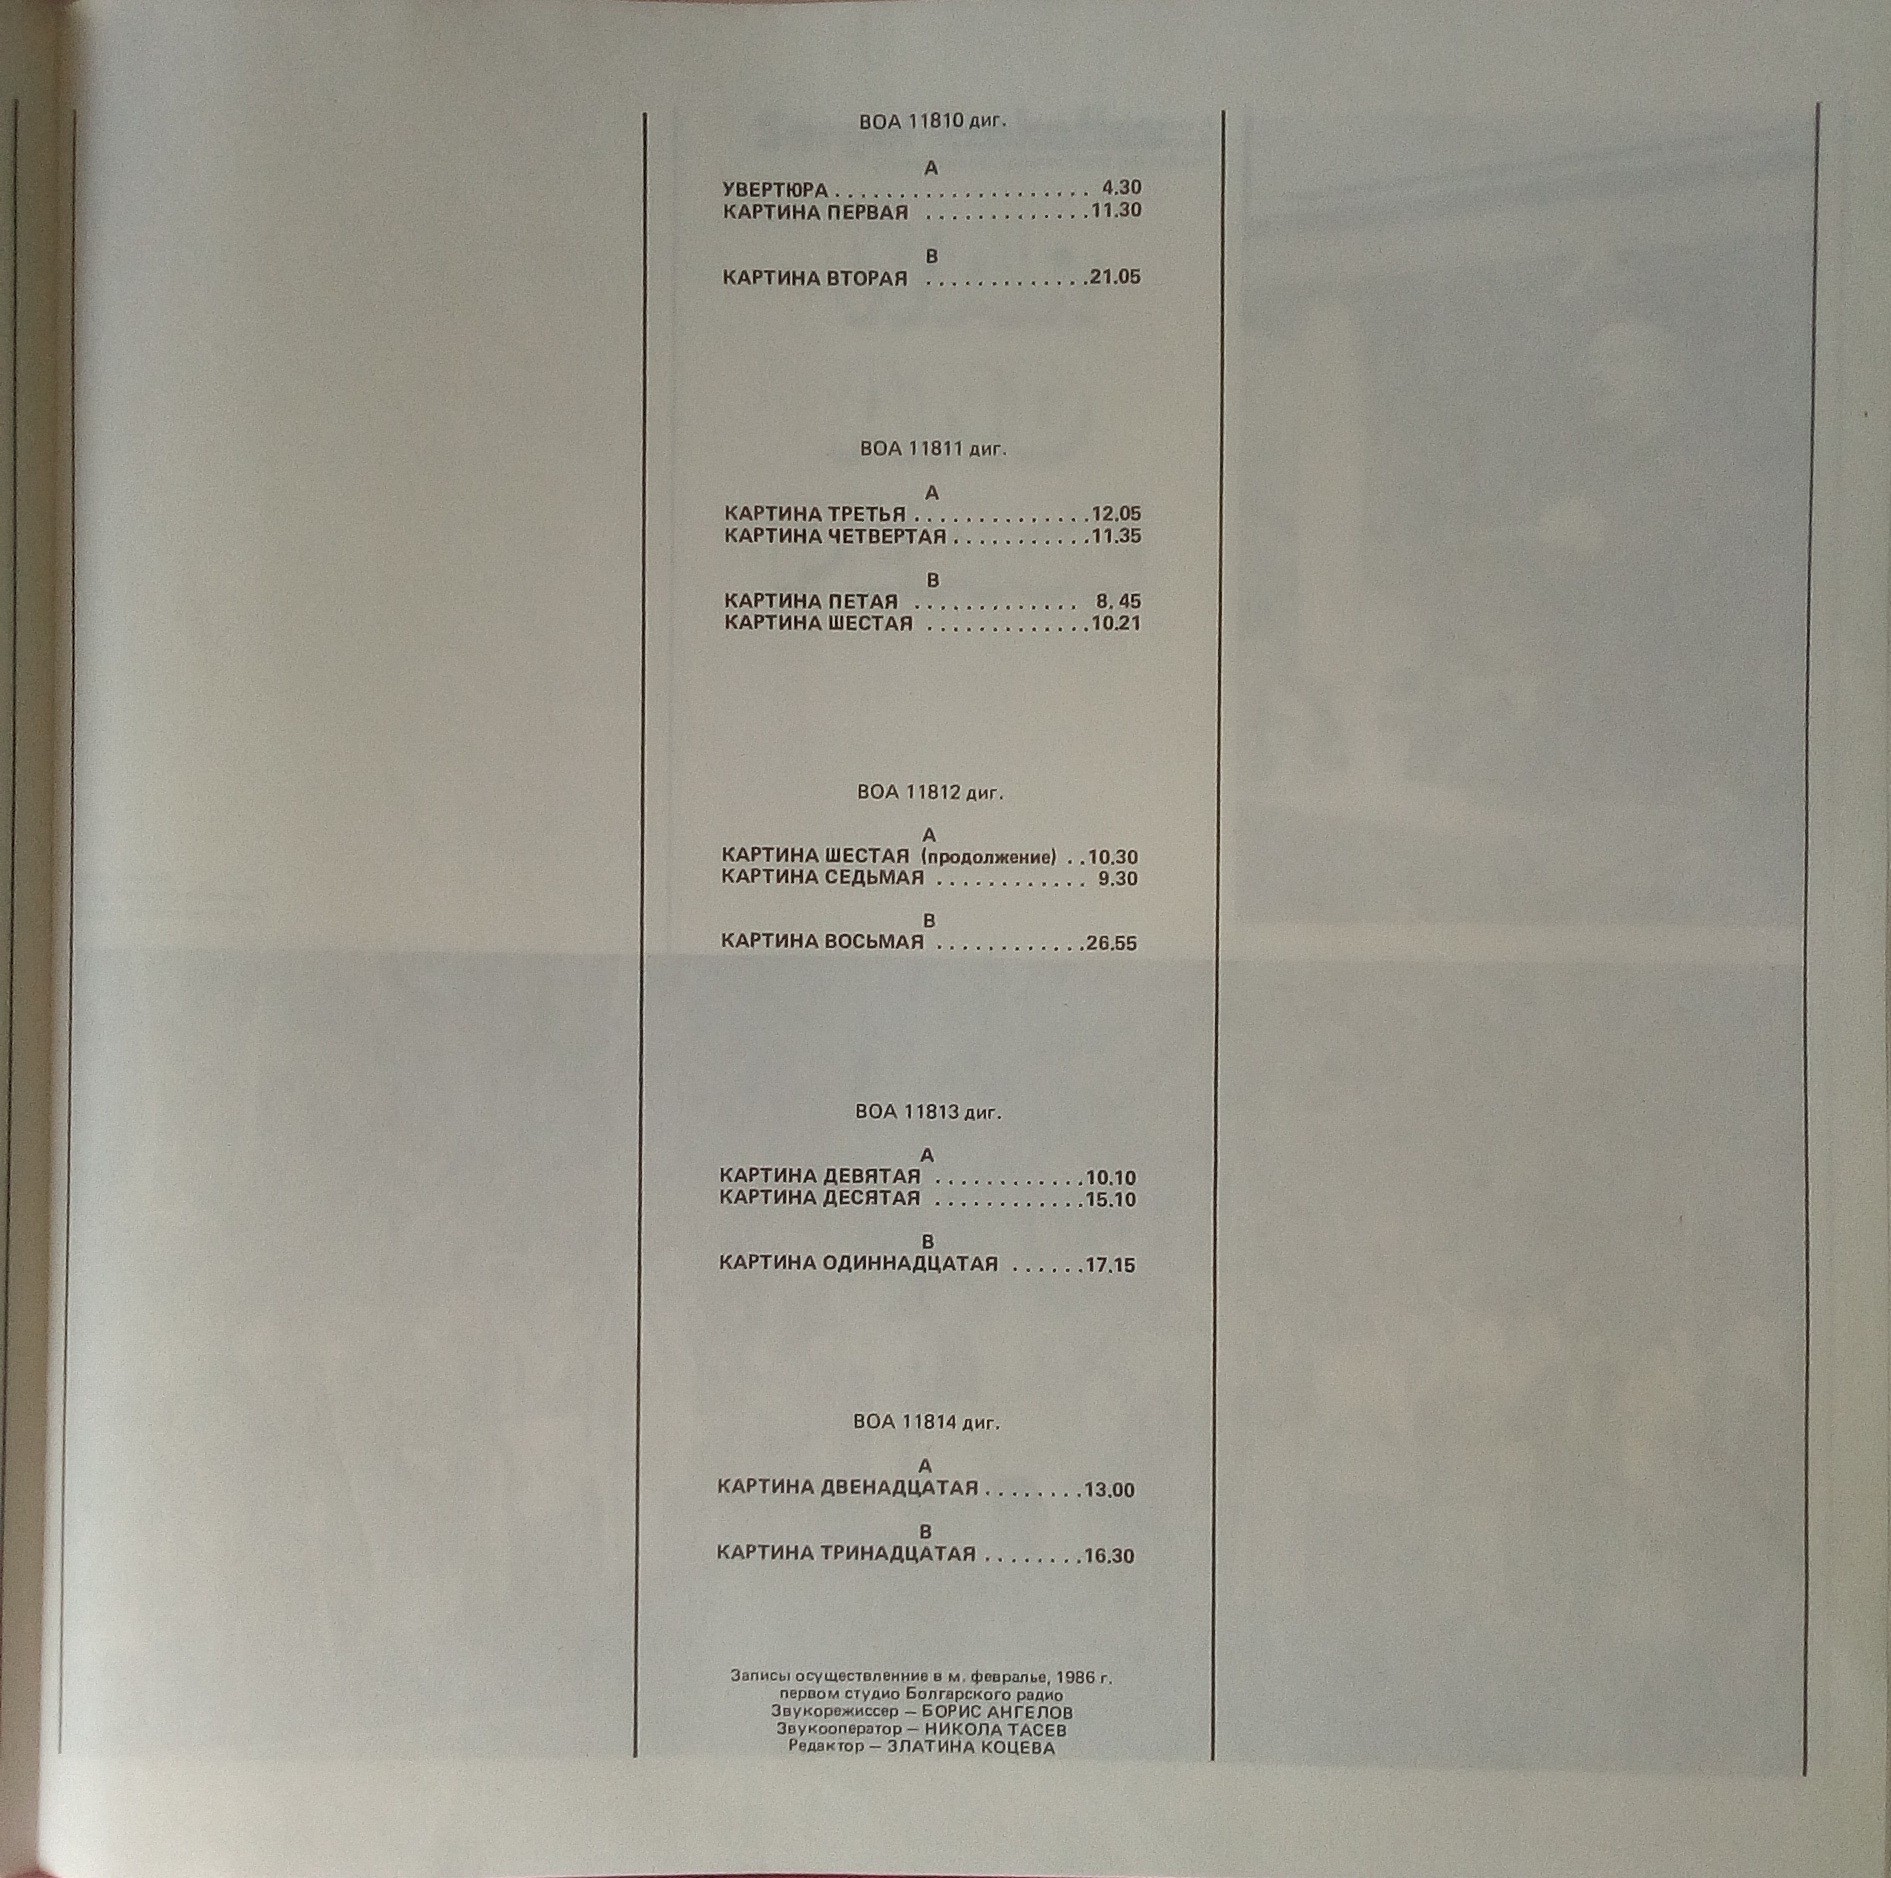 ВОА 11810 диг.
А
УВЕРТЮРА . . . . . . . . . . . . . . . . . . . . 4.30
КАРТИНА ПЕРВАЯ . . . . . . . . . . . . . 11.30
В
КАРТИНА ВТОРАЯ . . . . . . . . . . . . . 21.05
ВОА 11811 диг.
А
КАРТИНА ТРЕТЬЯ . . . . . . . . . . . . . . 12.05
КАРТИНА ЧЕТВЕРТАЯ . . . . . . . . . . . 11.35
В
КАРТИНА ПЕТАЯ . . . . . . . . . . . . . 8. 45
КАРТИНА ШЕСТАЯ . . . . . . . . . . . . . 10.21
ВОА 11812 диг.
А
КАРТИНА ШЕСТАЯ (продолжение) . . 10.30
КАРТИНА СЕДЬМАЯ . . . . . . . . . . . . 9.30
В
КАРТИНА ВОСЬМАЯ . . . . . . . . . . . . 26.55
ВОА 11813 диг.
А
КАРТИНА ДЕВЯТАЯ . . . . . . . . . . . . 10.10
КАРТИНА ДЕСЯТАЯ . . . . . . . . . . . . 15.10
В
КАРТИНА ОДИННАДЦАТАЯ . . . . . . 17.15
ВОА 11814 диг.
А
КАРТИНА ДВЕНАДЦАТАЯ . . . . . . . . 13.00
В
КАРТИНА ТРИНАДЦАТАЯ . . . . . . . . 16.30
Записы осуществленние в м. февралье, 1986 г.
первом студио Болгарского радио
Звукорежиссер — БОРИС АНГЕЛОВ
Звукооператор — НИКОЛА ТАСЕВ
Редактор — ЗЛАТИНА КОЦЕВА